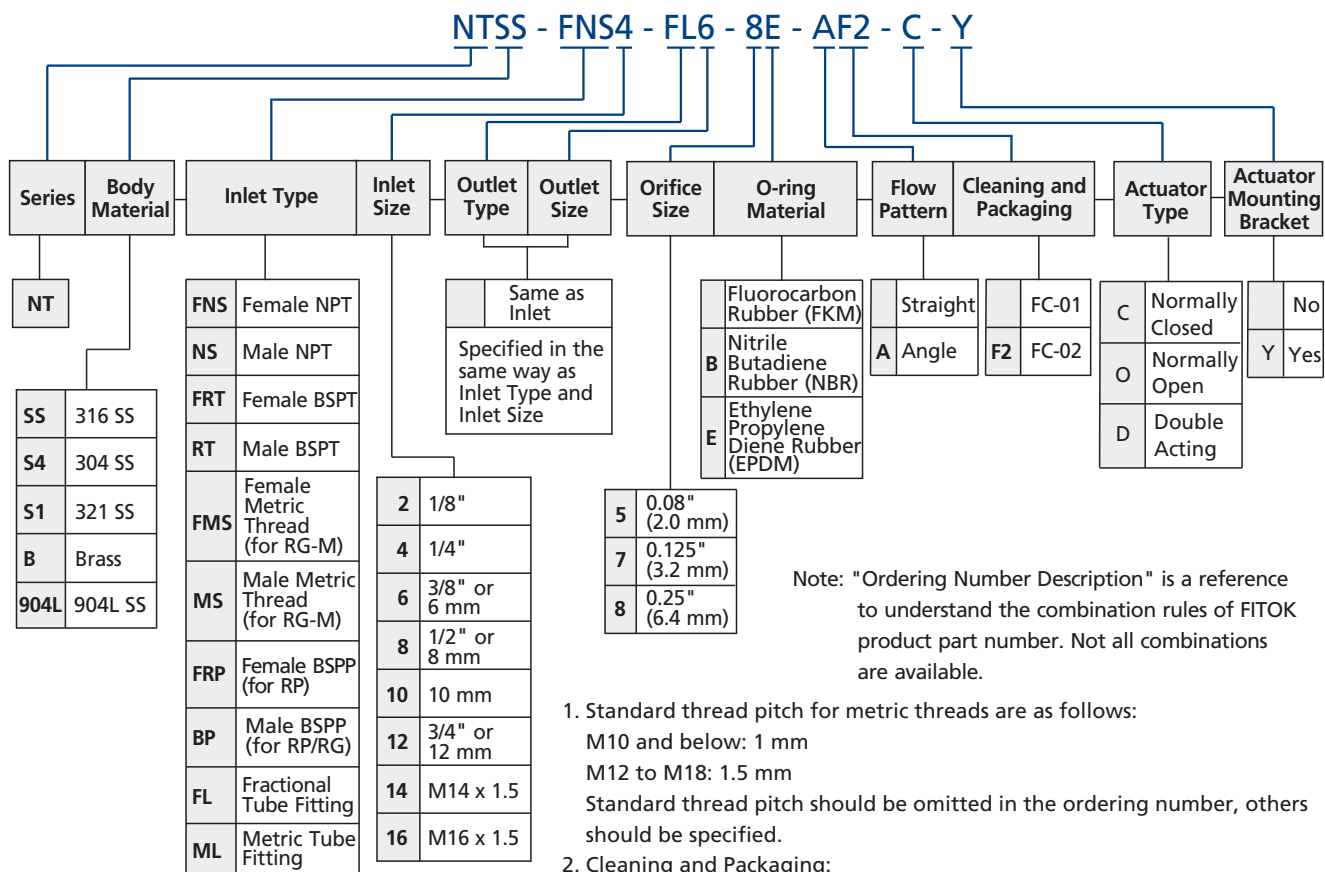 NTSS - FNS4 - FL6 - 8E - AF2 - C - Y
Series
Body
Material
Inlet Type
Inlet
Size
Outlet
Type
Outlet
Size
Orifice
Size
O-ring
Material
Flow
Pattern
Cleaning and
Packaging
Actuator
Type
Actuator
Mounting
Bracket
NT
SS 316 SS
S4 304 SS
S1 321 SS
B Brass
904L 904L SS
FNS Female NPT
NS Male NPT
FRT Female BSPT
RT Male BSPT
FMS Female
Metric
Thread
(for RG-M)
MS Male Metric
Thread
(for RG-M)
FRP Female BSPP
(for RP)
BP Male BSPP
(for RP/RG)
FL Fractional
Tube Fitting
ML Metric Tube
Fitting
2 1/8"
4 1/4"
6 3/8" or
6 mm
8 1/2" or
8 mm
10 10 mm
12 3/4" or
12 mm
14 M14 x 1.5
16 M16 x 1.5
Same as
Inlet
Specified in the
same way as
Inlet Type and
Inlet Size
5 0.08"
(2.0 mm)
7 0.125"
(3.2 mm)
8 0.25"
(6.4 mm)
Fluorocarbon
Rubber (FKM)
B Nitrile
Butadiene
Rubber (NBR)
E Ethylene
Propylene
Diene Rubber
(EPDM)
Straight
A Angle
FC-01
F2 FC-02
C Normally
Closed
O Normally
Open
D Double
Acting
No
Y Yes
Note: "Ordering Number Description" is a reference
to understand the combination rules of FITOK
product part number. Not all combinations
are available.
1. Standard thread pitch for metric threads are as follows:
M10 and below: 1 mm
M12 to M18: 1.5 mm
Standard thread pitch should be omitted in the ordering number, others
should be specified.
2. Cleaning and Packaging: